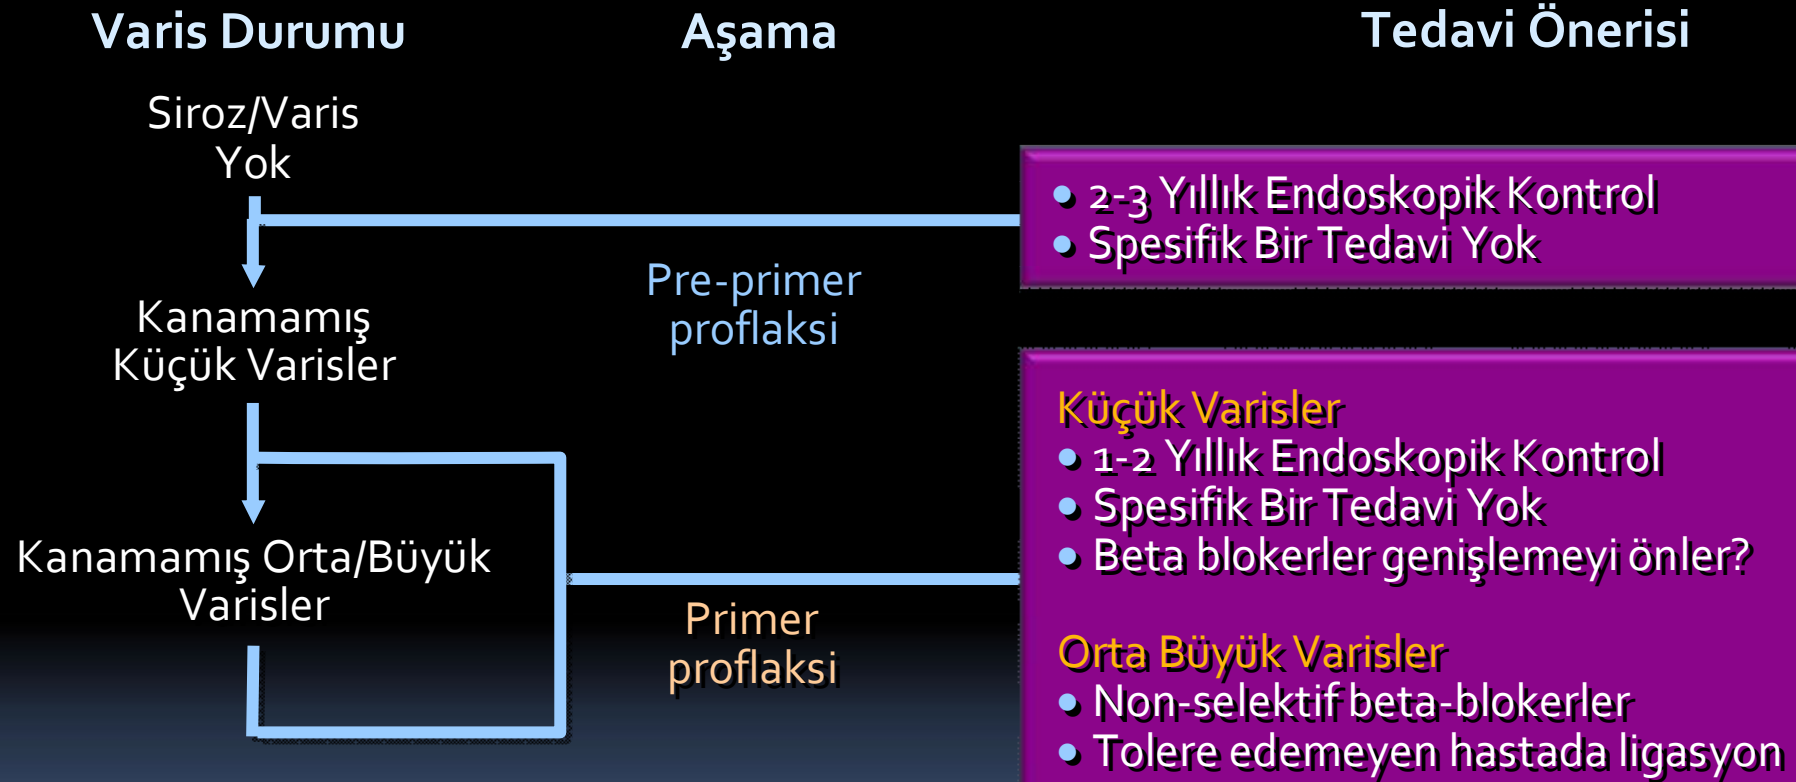 Varis Durumu
Aşama
Tedavi Önerisi
Siroz/Varis
Yok
• 2-3 Yıllık Endoskopik Kontrol
• Spesifik Bir Tedavi Yok
Pre-primer
proflaksi
Kanamamış
Küçük Varisler
Küçük Varisler
• 1-2 Yıllık Endoskopik Kontrol
• Spesifik Bir Tedavi Yok
• Beta blokerler genişlemeyi önler?
Kanamamış Orta/Büyük
Varisler
Primer
proflaksi
Orta Büyük Varisler
• Non-selektif beta-blokerler
• Tolere edemeyen hastada ligasyon